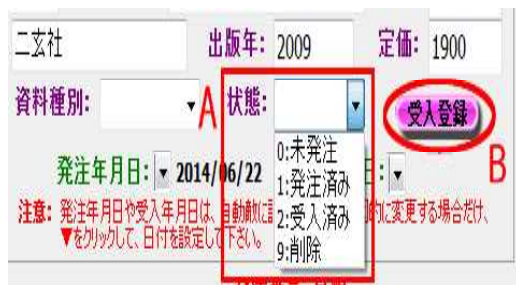 二玄社 出版年: 2009 定価: 1900
資料種別: A 状態: 受入登録
0:未発注
発注年月日: 2014/06/22 1:発注済み : B
注意: 発注年月日や受入年月日は、自動的に 2:受入済み に変更する場合だけ、
▼をクリックして、日付を設定して下さい。 9:削除